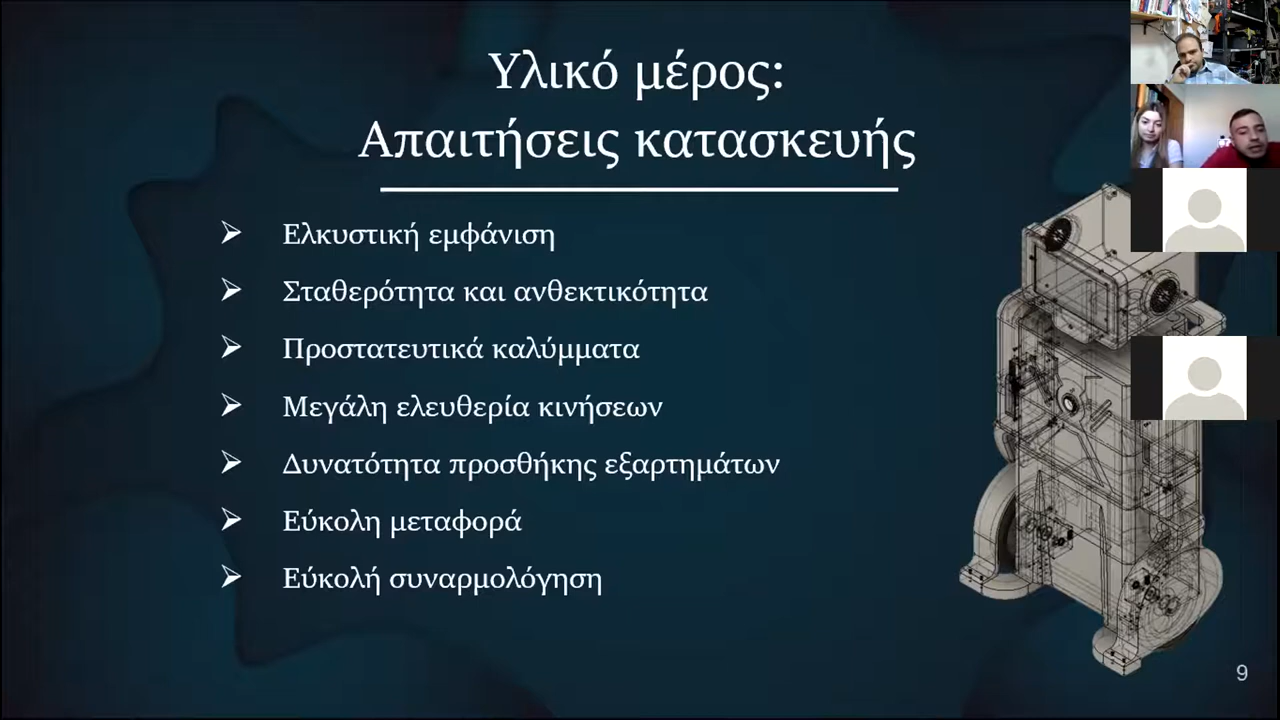 Υλικό μέρος:
Απαιτήσεις κατασκευής
Ελκυστική εμφάνιση
Σταθερότητα και ανθεκτικότητα
Προστατευτικά καλύμματα
Μεγάλη ελευθερία κινήσεων
Δυνατότητα προσθήκης εξαρτημάτων
Εύκολη μεταφορά
Εύκολή συναρμολόγηση
9